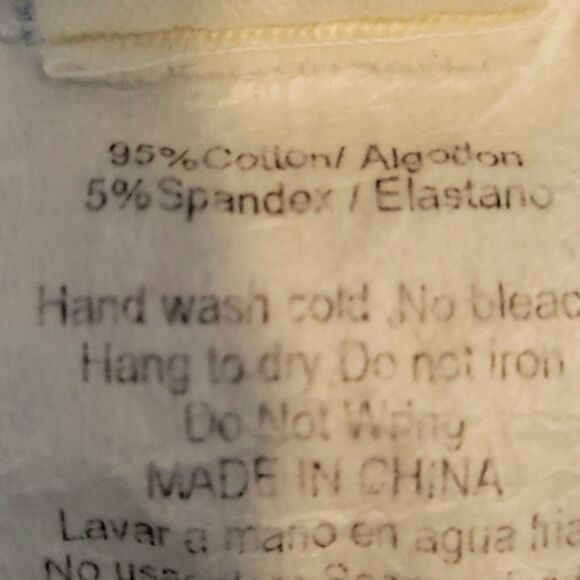 95%Cotton/ Algodon
5%Spandex / Elastano
Hand wash cold ,No bleac
Hang to dry,Do not iron
Do Not Wring
MADE IN CHINA
Lavar a mano en agua fria
No